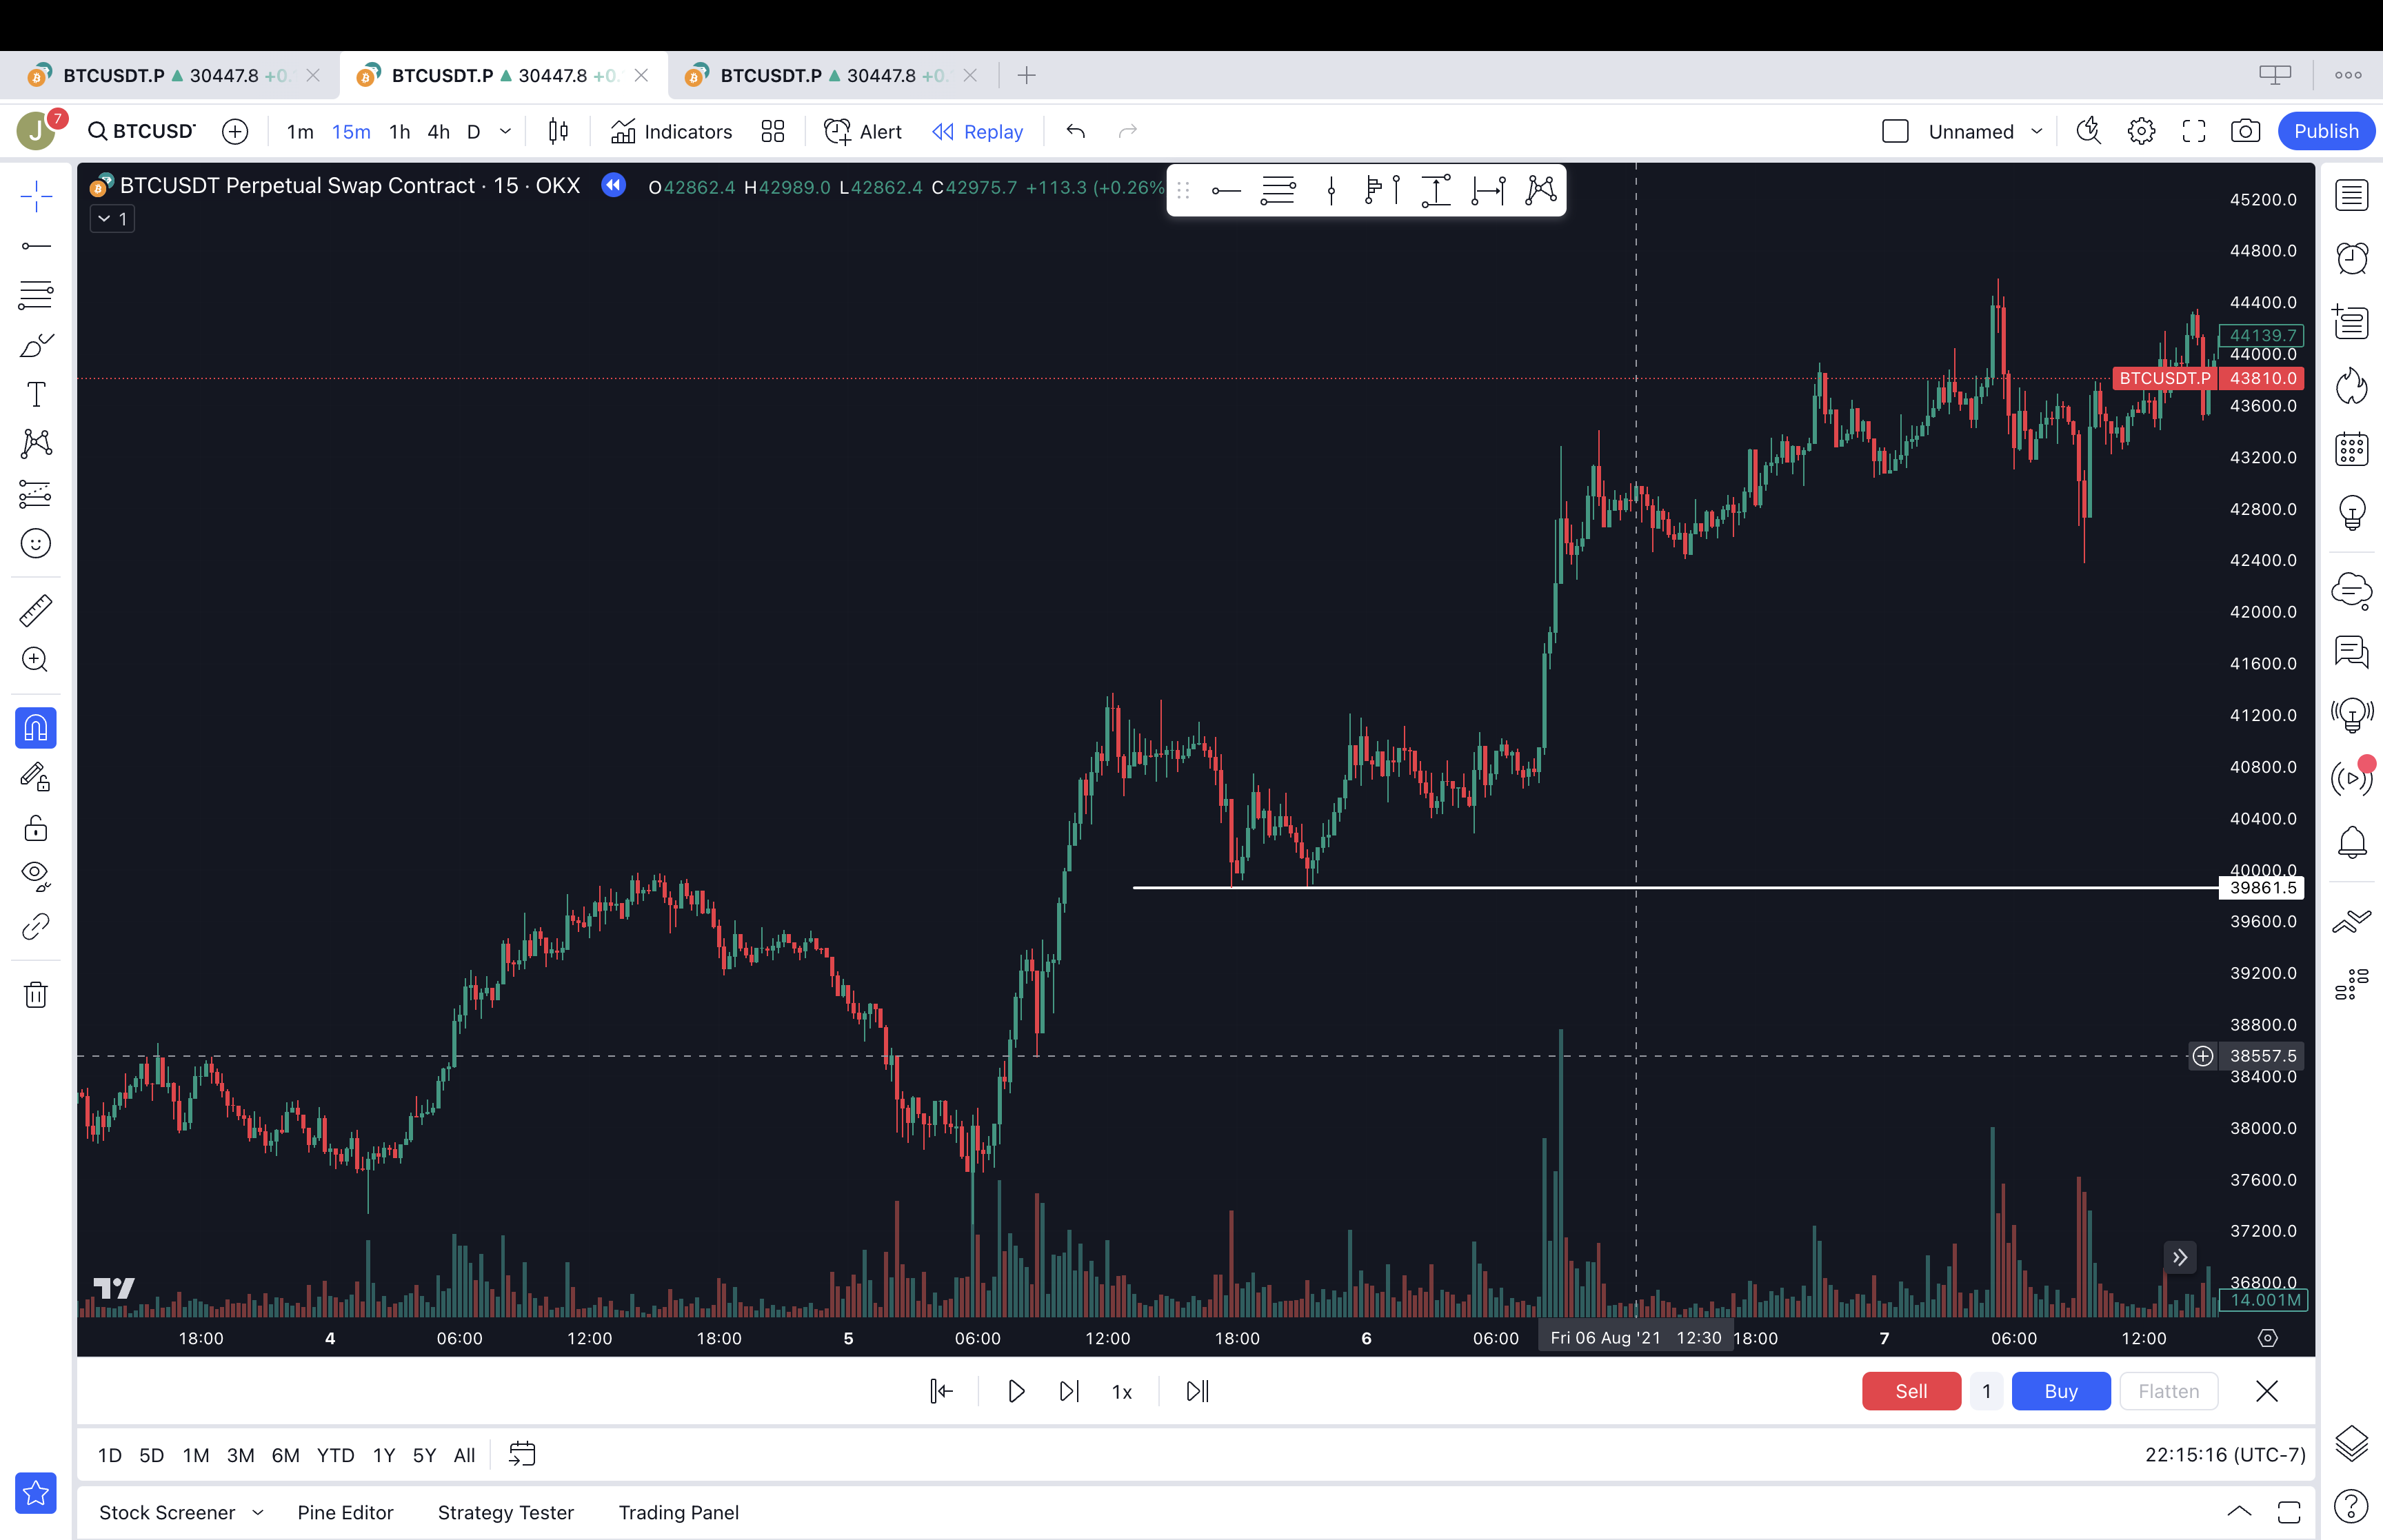 BTCUSDT.P 30447.8 +0. BTCUSDT.P 30447.8 +0. BTCUSDT.P 30447.8 +0.
J 7 BTCUSD 1m 15m 1h 4h D Indicators Alert Replay Unnamed Publish
BTCUSDT Perpetual Swap Contract · 15 · OKX O42862.4 H42989.0 L42862.4 C42975.7 +113.3 (+0.26%
1
45200.0
44800.0
44400.0
44139.7
44000.0
BTCUSDT.P 43810.0
43600.0
43200.0
42800.0
42400.0
42000.0
41600.0
41200.0
40800.0
40400.0
40000.0
39861.5
39600.0
39200.0
38800.0
38557.5
38400.0
38000.0
37600.0
37200.0
36800.0
14.001M
18:00 4 06:00 12:00 18:00 5 06:00 12:00 18:00 6 06:00 Fri 06 Aug '21 12:30 18:00 7 06:00 12:00
1x Sell 1 Buy Flatten
1D 5D 1M 3M 6M YTD 1Y 5Y All 22:15:16 (UTC-7)
Stock Screener Pine Editor Strategy Tester Trading Panel